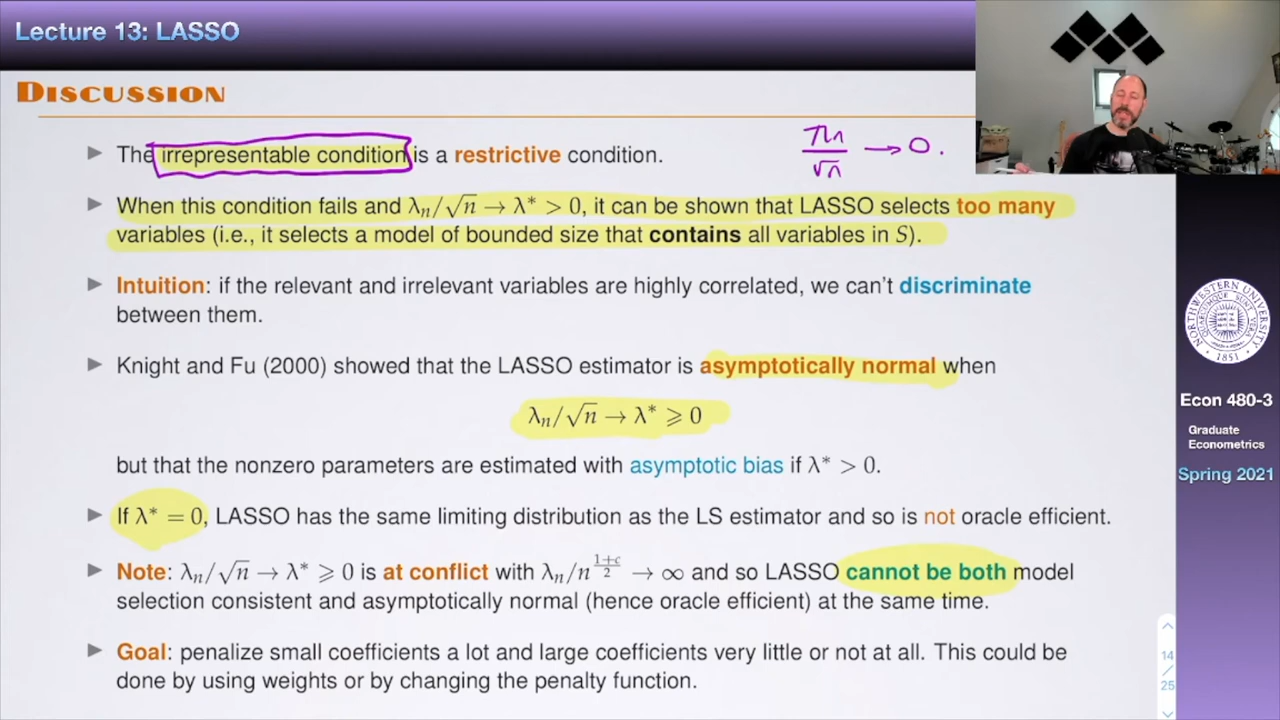 Lecture 13: LASSO
DISCUSSION
The irrepresentable condition is a restrictive condition.
λn/√n → 0.
When this condition fails and λn/√n → λ* > 0, it can be shown that LASSO selects too many
variables (i.e., it selects a model of bounded size that contains all variables in S).
Intuition: if the relevant and irrelevant variables are highly correlated, we can't discriminate
between them.
Knight and Fu (2000) showed that the LASSO estimator is asymptotically normal when
λn/√n → λ* ⩾ 0
but that the nonzero parameters are estimated with asymptotic bias if λ* > 0.
If λ* = 0, LASSO has the same limiting distribution as the LS estimator and so is not oracle efficient.
Note: λn/√n → λ* ⩾ 0 is at conflict with λn/n^((1+c)/2) → ∞ and so LASSO cannot be both model
selection consistent and asymptotically normal (hence oracle efficient) at the same time.
Goal: penalize small coefficients a lot and large coefficients very little or not at all. This could be
done by using weights or by changing the penalty function.
NORTHWESTERN UNIVERSITY
1851
Econ 480-3
Graduate
Econometrics
Spring 2021
14
/
25